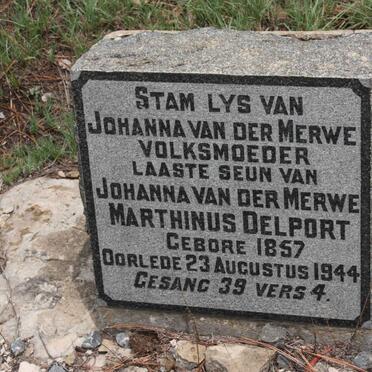 STAM LYS VAN
JOHANNA VAN DER MERWE
VOLKSMOEDER
LAASTE SEUN VAN
JOHANNA VAN DER MERWE
MARTHINUS DELPORT
GEBORE 1857
OORLEDE 23 AUGUSTUS 1944
GESANG 39 VERS 4.